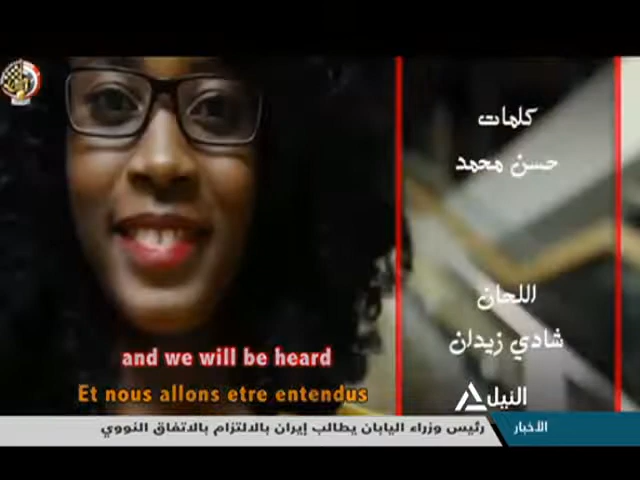 كلمات
حسن محمد
اللحان
شادي زيدان
and we will be heard
Et nous allons etre entendus
النيل
الأخبار
رئيس وزراء اليابان يطالب إيران بالالتزام بالاتفاق النووي